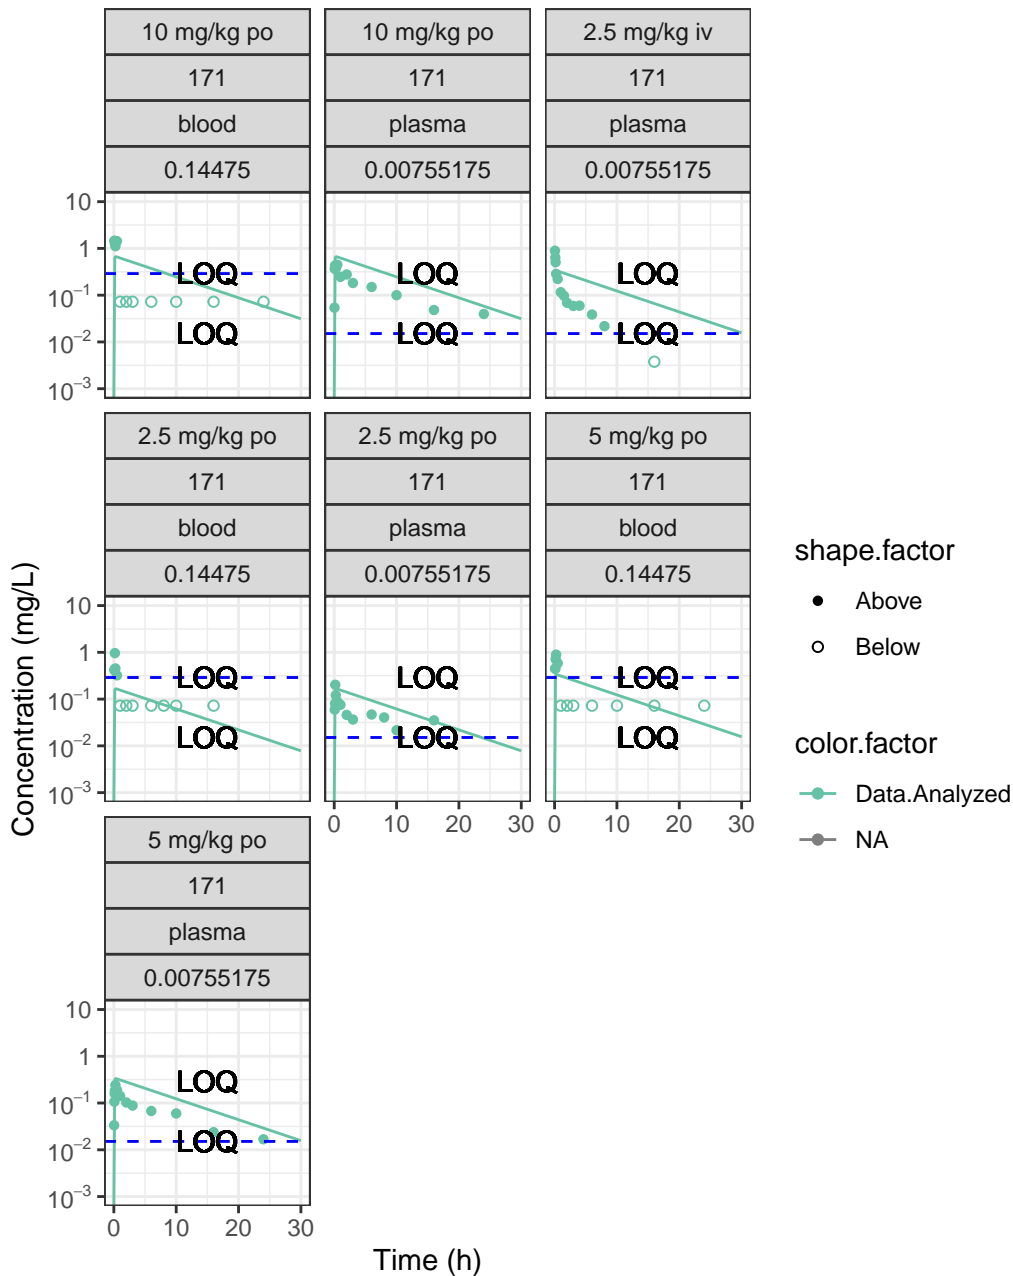 10 mg/kg po
171
blood
0.14475
10 mg/kg po
171
plasma
0.00755175
2.5 mg/kg iv
171
plasma
0.00755175
10
1
10⁻¹
10⁻²
10⁻³
LOQ
LOQ
LOQ
LOQ
LOQ
LOQ
2.5 mg/kg po
171
blood
0.14475
2.5 mg/kg po
171
plasma
0.00755175
5 mg/kg po
171
blood
0.14475
10
1
10⁻¹
10⁻²
10⁻³
LOQ
LOQ
LOQ
LOQ
LOQ
LOQ
0 10 20 30
0 10 20 30
5 mg/kg po
171
plasma
0.00755175
10
1
10⁻¹
10⁻²
10⁻³
LOQ
LOQ
0 10 20 30
Time (h)
Concentration (mg/L)
shape.factor
Above
Below
color.factor
Data.Analyzed
NA